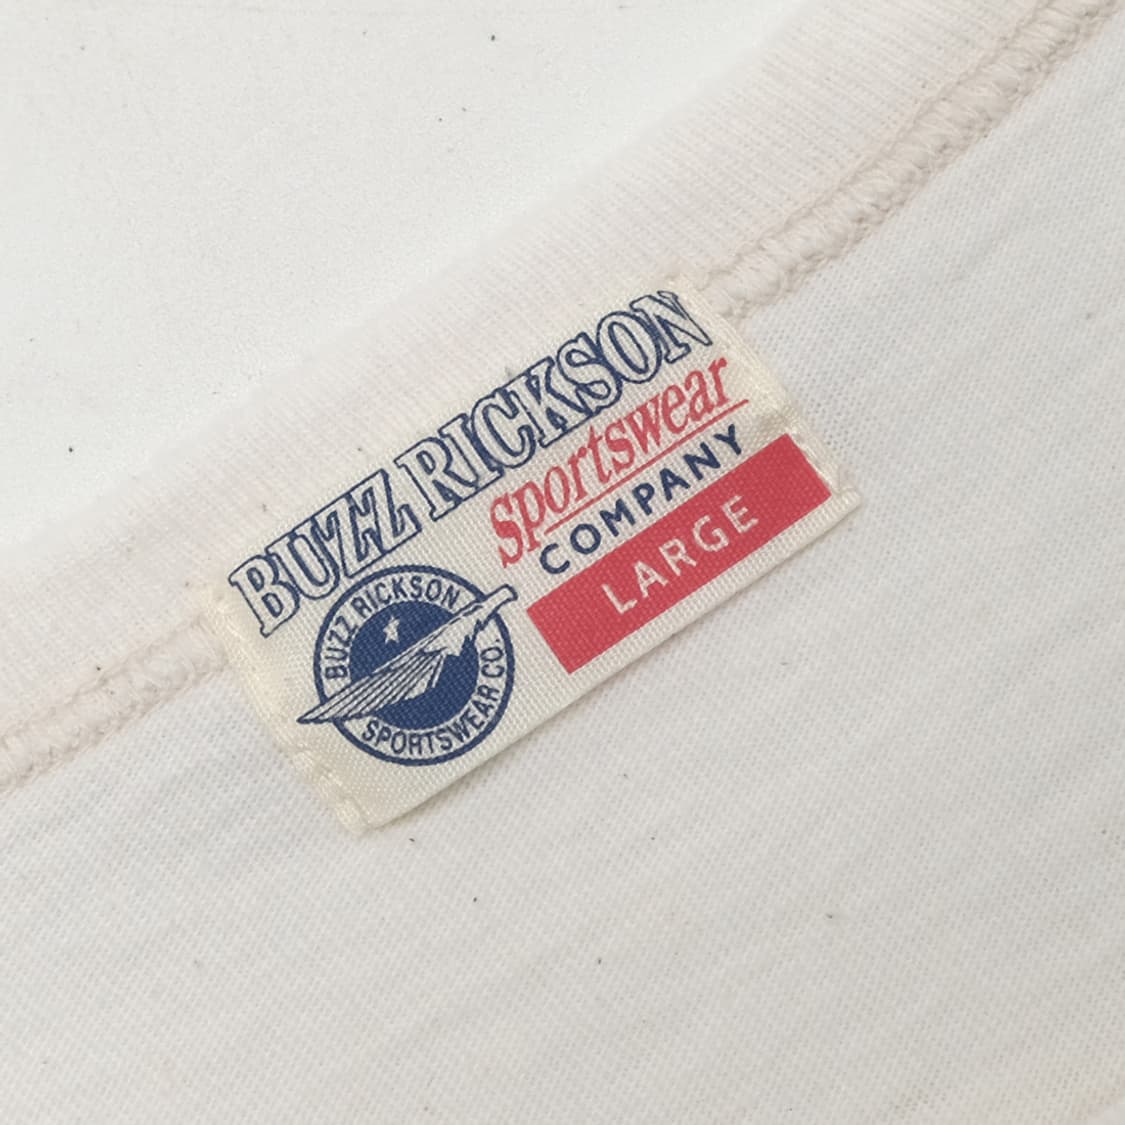 BUZZ RICKSON
Sportswear
COMPANY
LARGE
BUZZ RICKSON
SPORTSWEAR CO.